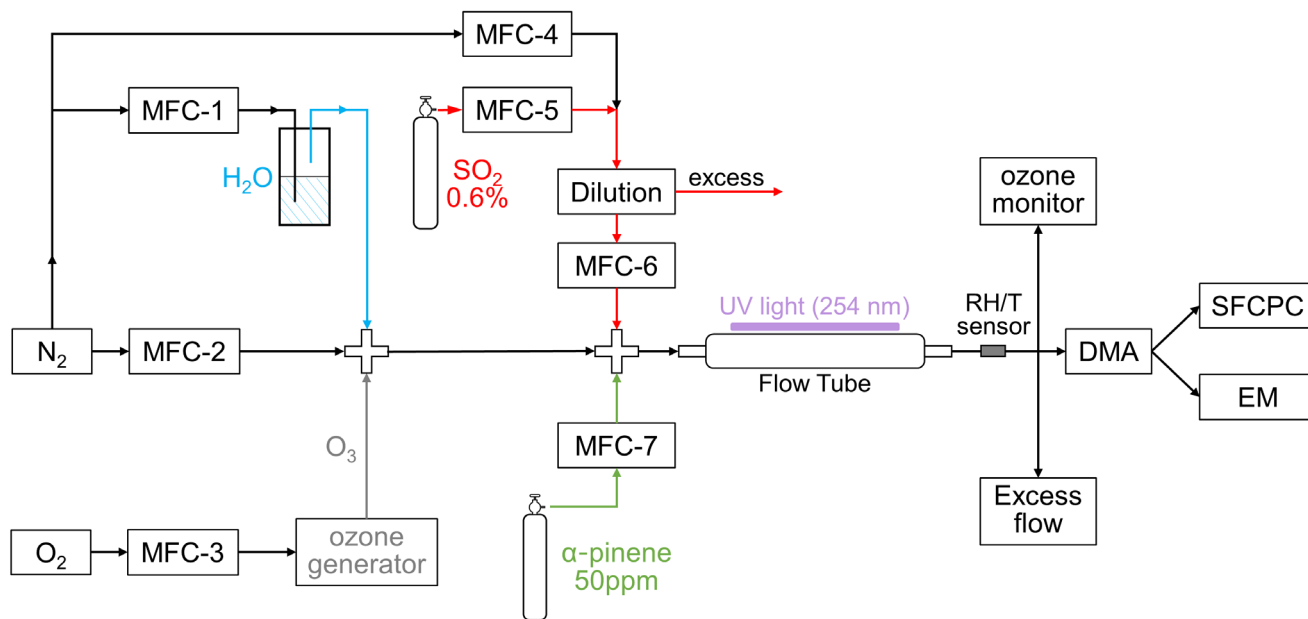 MFC-4
MFC-1
MFC-5
H₂O
SO₂
0.6%
Dilution
excess
ozone
monitor
MFC-6
UV light (254 nm)
RH/T
sensor
SFCPC
N₂
MFC-2
DMA
Flow Tube
EM
O₃
MFC-7
Excess
flow
O₂
MFC-3
ozone
generator
α-pinene
50ppm